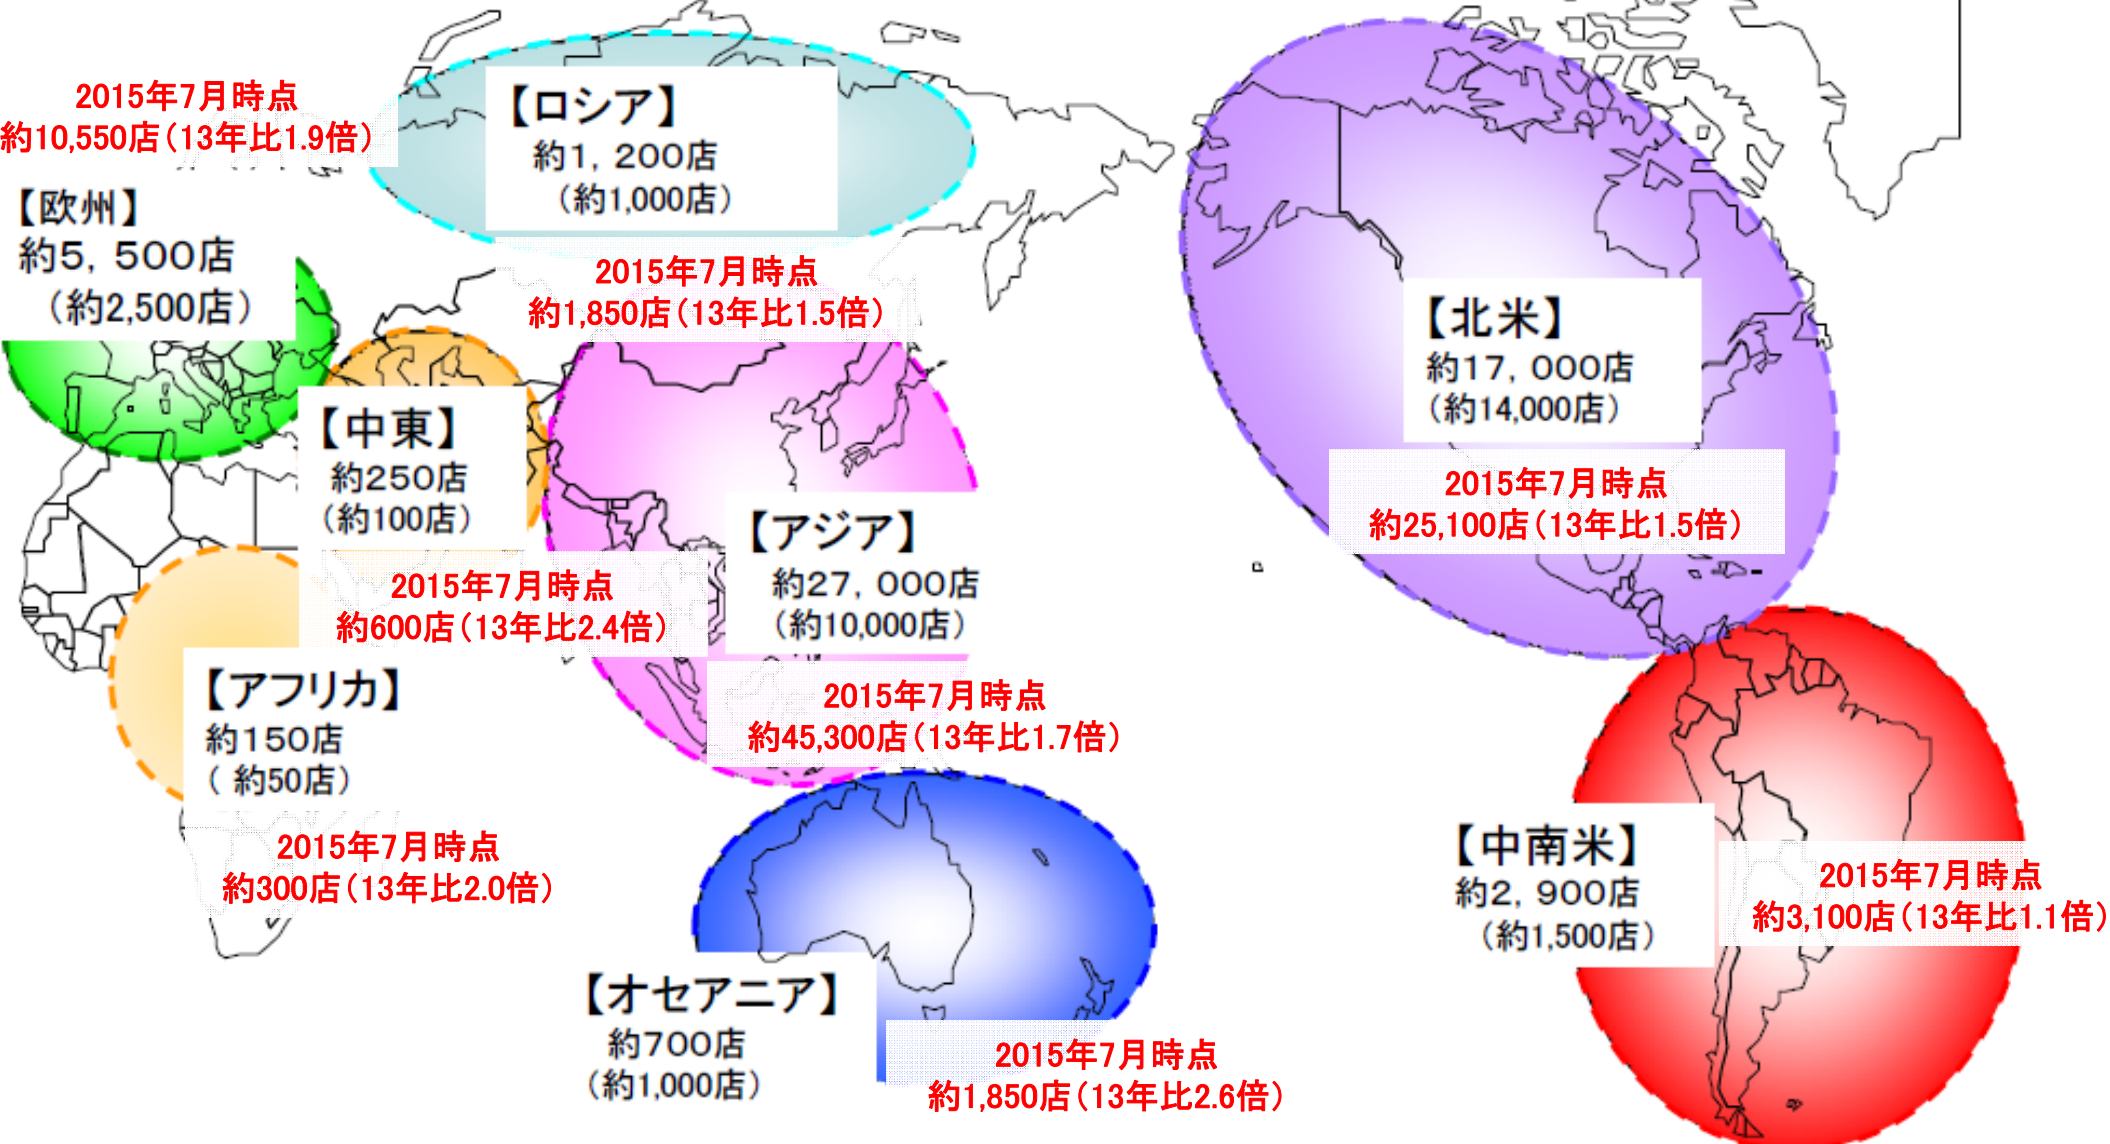 2015年7月時点
約10,550店(13年比1.9倍)
【欧州】
約5，500店
（約2,500店）
【ロシア】
約1，200店
（約1,000店）
2015年7月時点
約1,850店(13年比1.5倍)
【中東】
約250店
（約100店）
2015年7月時点
約600店(13年比2.4倍)
【アフリカ】
約150店
（ 約50店）
2015年7月時点
約300店(13年比2.0倍)
【アジア】
約27，000店
（約10,000店）
2015年7月時点
約45,300店(13年比1.7倍)
【オセアニア】
約700店
（約1,000店）
2015年7月時点
約1,850店(13年比2.6倍)
【北米】
約17，000店
（約14,000店）
2015年7月時点
約25,100店(13年比1.5倍)
【中南米】
約2，900店
（約1,500店）
2015年7月時点
約3,100店(13年比1.1倍)